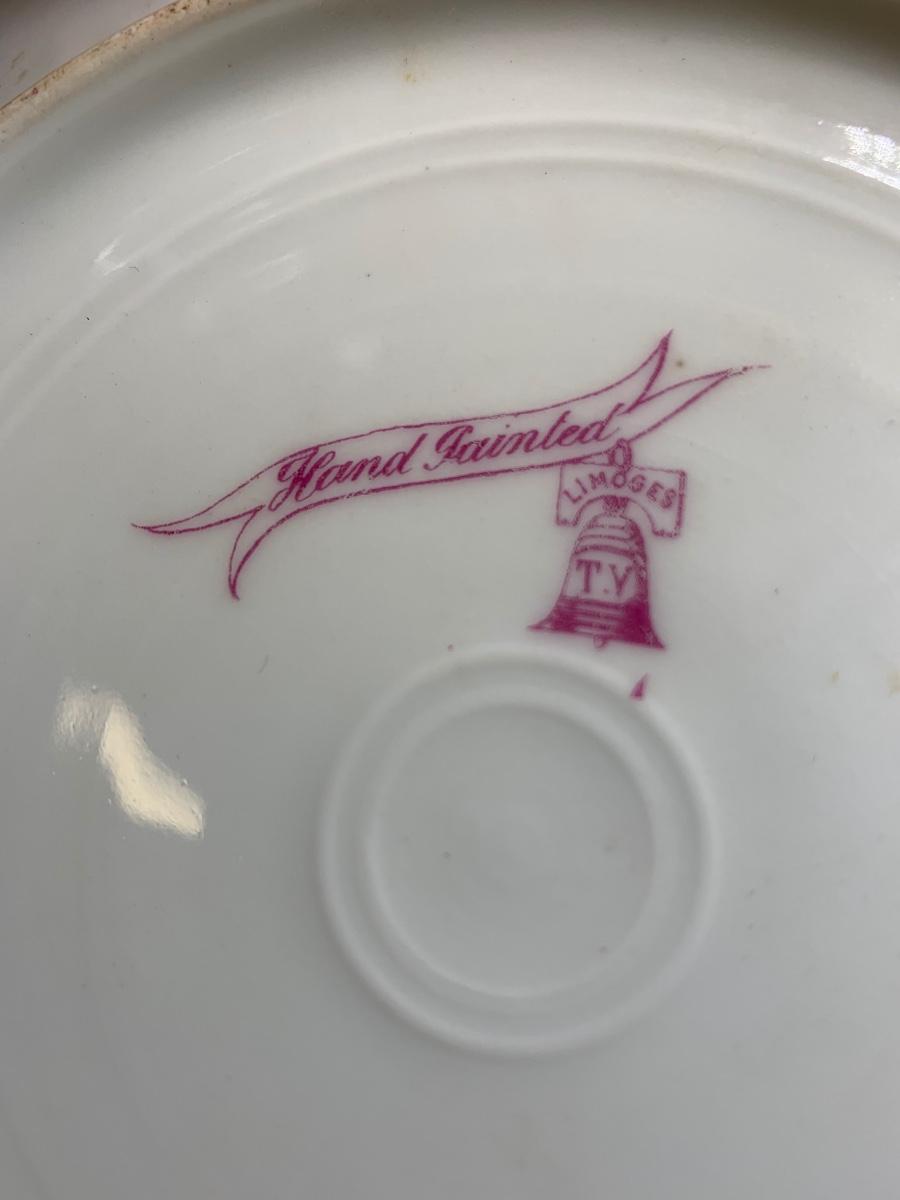 Hand Painted
LIMOGES
T.V